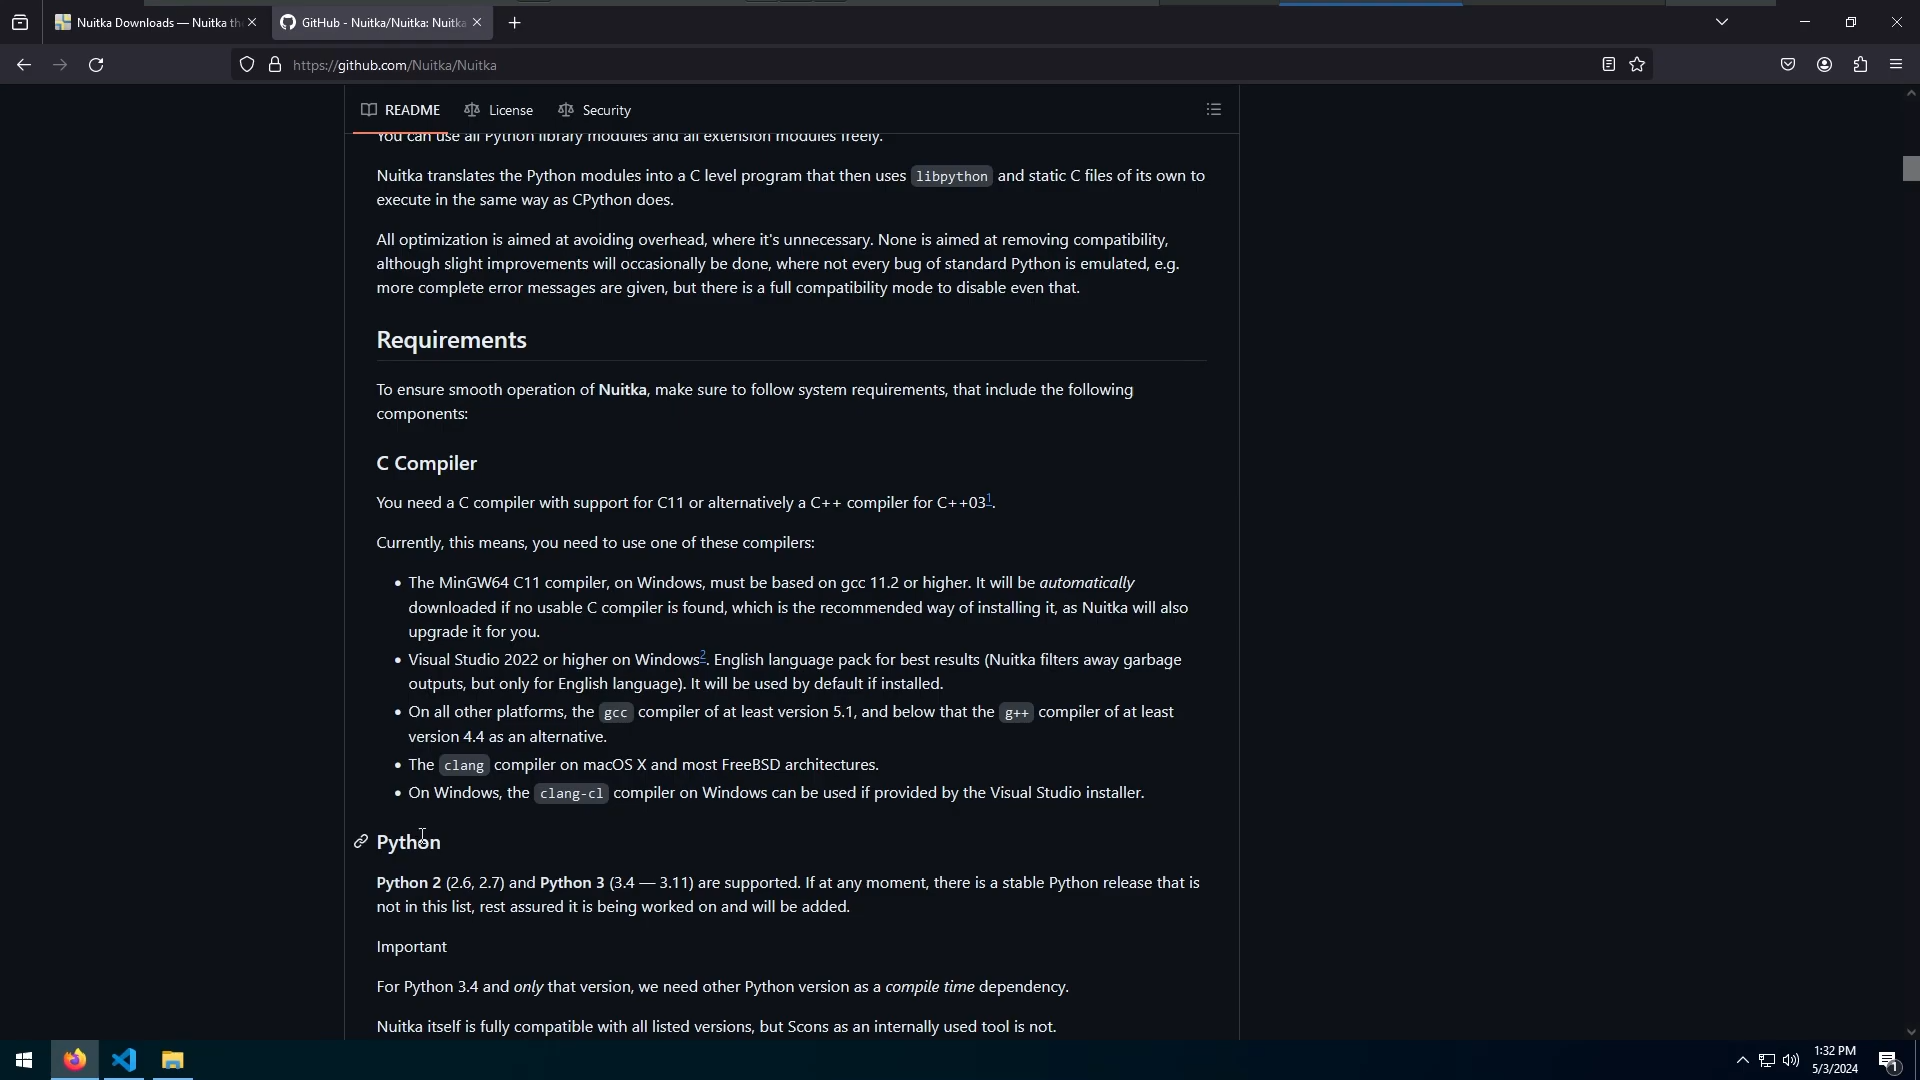 Nuitka Downloads — Nuitka th
GitHub - Nuitka/Nuitka: Nuitka
https://github.com/Nuitka/Nuitka
README
License
Security
You can use all Python library modules and all extension modules freely.
Nuitka translates the Python modules into a C level program that then uses libpython and static C files of its own to
execute in the same way as CPython does.
All optimization is aimed at avoiding overhead, where it's unnecessary. None is aimed at removing compatibility,
although slight improvements will occasionally be done, where not every bug of standard Python is emulated, e.g.
more complete error messages are given, but there is a full compatibility mode to disable even that.
Requirements
To ensure smooth operation of Nuitka, make sure to follow system requirements, that include the following
components:
C Compiler
You need a C compiler with support for C11 or alternatively a C++ compiler for C++03¹.
Currently, this means, you need to use one of these compilers:
• The MinGW64 C11 compiler, on Windows, must be based on gcc 11.2 or higher. It will be automatically
downloaded if no usable C compiler is found, which is the recommended way of installing it, as Nuitka will also
upgrade it for you.
• Visual Studio 2022 or higher on Windows². English language pack for best results (Nuitka filters away garbage
outputs, but only for English language). It will be used by default if installed.
• On all other platforms, the gcc compiler of at least version 5.1, and below that the g++ compiler of at least
version 4.4 as an alternative.
• The clang compiler on macOS X and most FreeBSD architectures.
• On Windows, the clang-cl compiler on Windows can be used if provided by the Visual Studio installer.
Python
Python 2 (2.6, 2.7) and Python 3 (3.4 — 3.11) are supported. If at any moment, there is a stable Python release that is
not in this list, rest assured it is being worked on and will be added.
Important
For Python 3.4 and only that version, we need other Python version as a compile time dependency.
Nuitka itself is fully compatible with all listed versions, but Scons as an internally used tool is not.
1:32 PM
5/3/2024
1